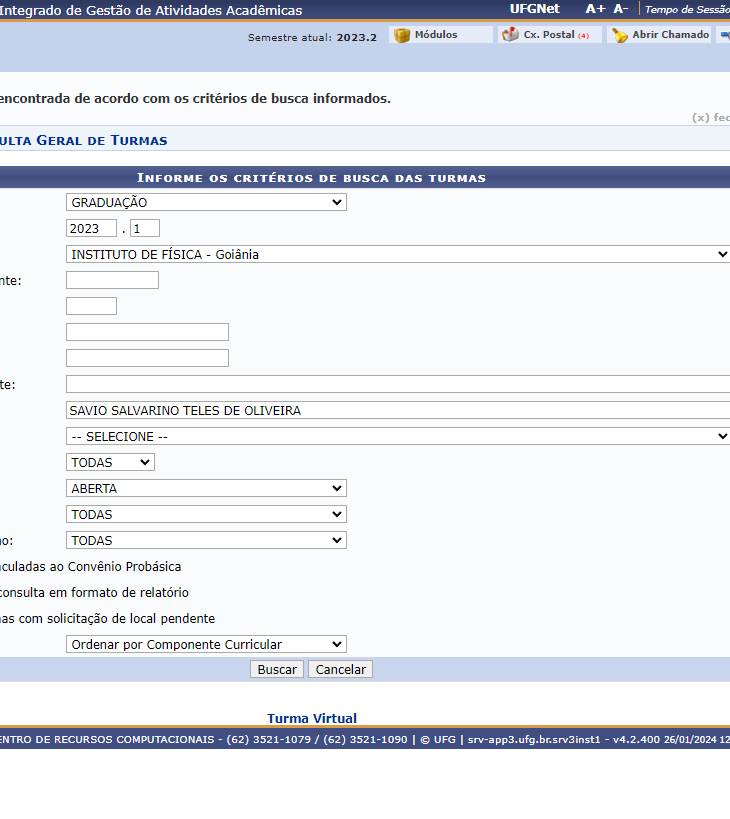 Integrado de Gestão de Atividades Acadêmicas UFGNet A+ A- Tempo de Sessão
Semestre atual: 2023.2 Módulos Cx. Postal (4) Abrir Chamado
encontrada de acordo com os critérios de busca informados.
(x) fec
ULTA GERAL DE TURMAS
INFORME OS CRITÉRIOS DE BUSCA DAS TURMAS
GRADUAÇÃO
2023 . 1
INSTITUTO DE FÍSICA - Goiânia
nte:
te:
SAVIO SALVARINO TELES DE OLIVEIRA
-- SELECIONE --
TODAS
ABERTA
TODAS
o: TODAS
culadas ao Convênio Probásica
consulta em formato de relatório
as com solicitação de local pendente
Ordenar por Componente Curricular
Buscar Cancelar
Turma Virtual
ENTRO DE RECURSOS COMPUTACIONAIS - (62) 3521-1079 / (62) 3521-1090 | © UFG | srv-app3.ufg.br.srv3inst1 - v4.2.400 26/01/2024 12